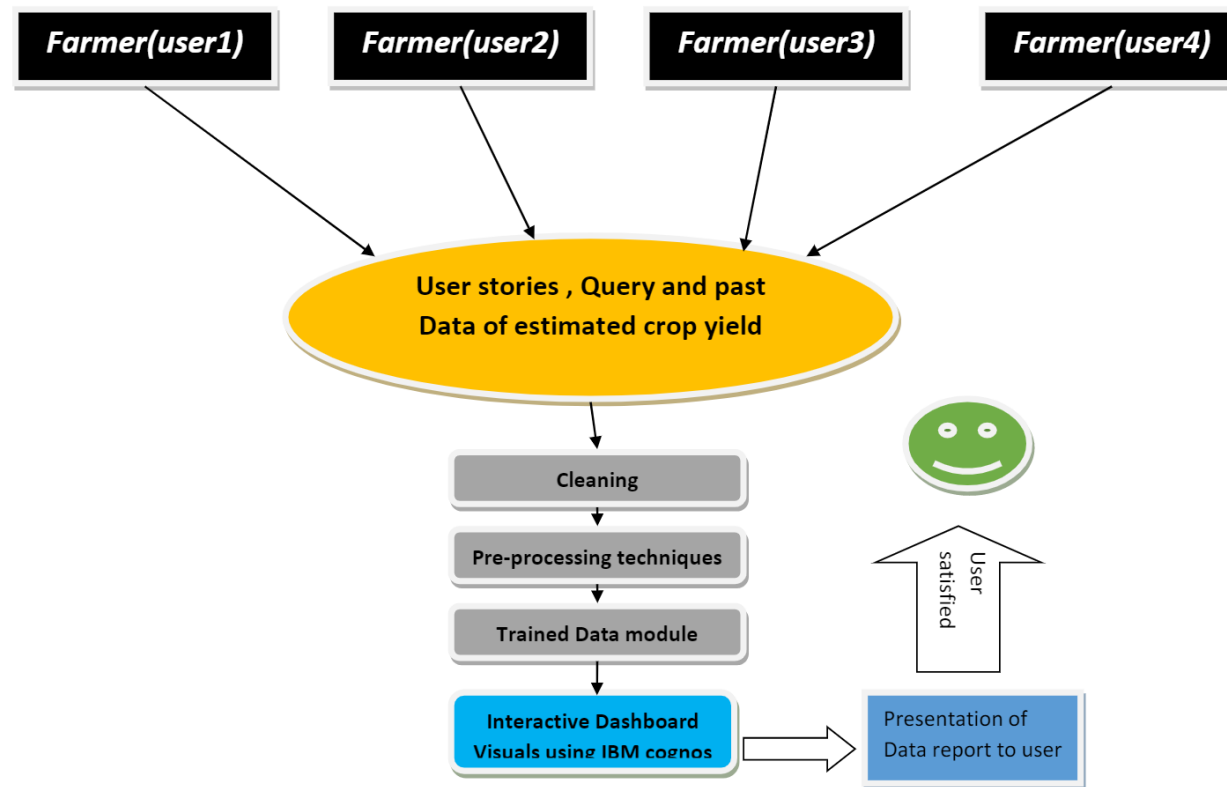 Farmer(user1)
Farmer(user2)
Farmer(user3)
Farmer(user4)
User stories , Query and past
Data of estimated crop yield
Cleaning
Pre-processing techniques
Trained Data module
Interactive Dashboard
Visuals using IBM cognos
Presentation of
Data report to user
User
satisfied